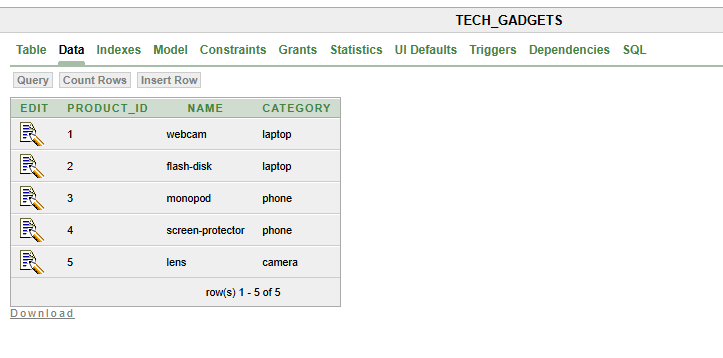 TECH_GADGETS
Table Data Indexes Model Constraints Grants Statistics UI Defaults Triggers Dependencies SQL
Query Count Rows Insert Row
EDIT PRODUCT_ID NAME CATEGORY
1 webcam laptop
2 flash-disk laptop
3 monopod phone
4 screen-protector phone
5 lens camera
row(s) 1 - 5 of 5
Download